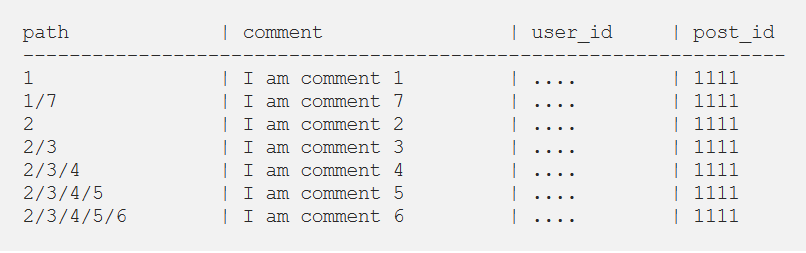 path | comment | user_id | post_id
-----------------------------------------------------------------
1 | I am comment 1 | .... | 1111
1/7 | I am comment 7 | .... | 1111
2 | I am comment 2 | .... | 1111
2/3 | I am comment 3 | .... | 1111
2/3/4 | I am comment 4 | .... | 1111
2/3/4/5 | I am comment 5 | .... | 1111
2/3/4/5/6 | I am comment 6 | .... | 1111